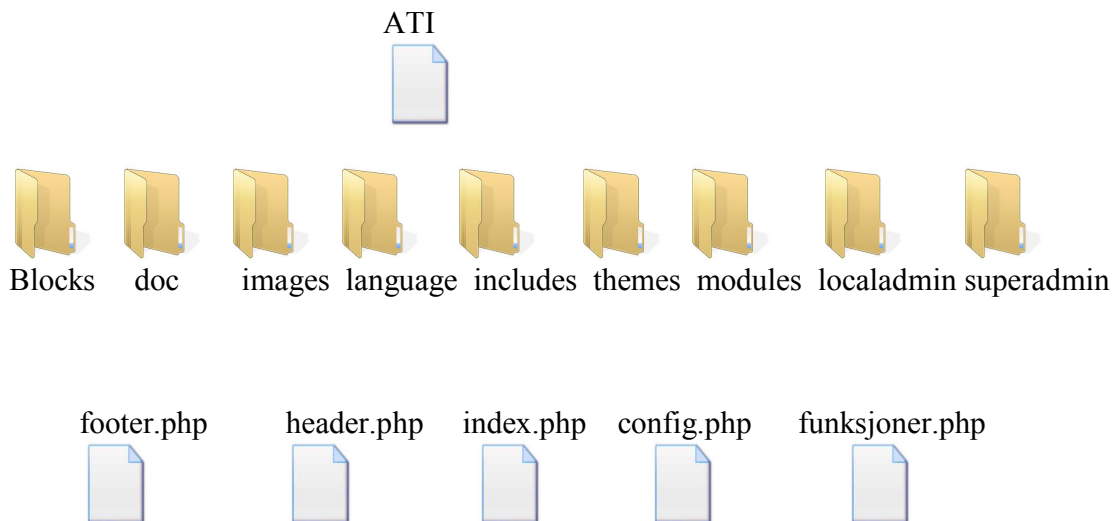 ATI
Blocks doc images language includes themes modules localadmin superadmin
footer.php header.php index.php config.php funksjoner.php